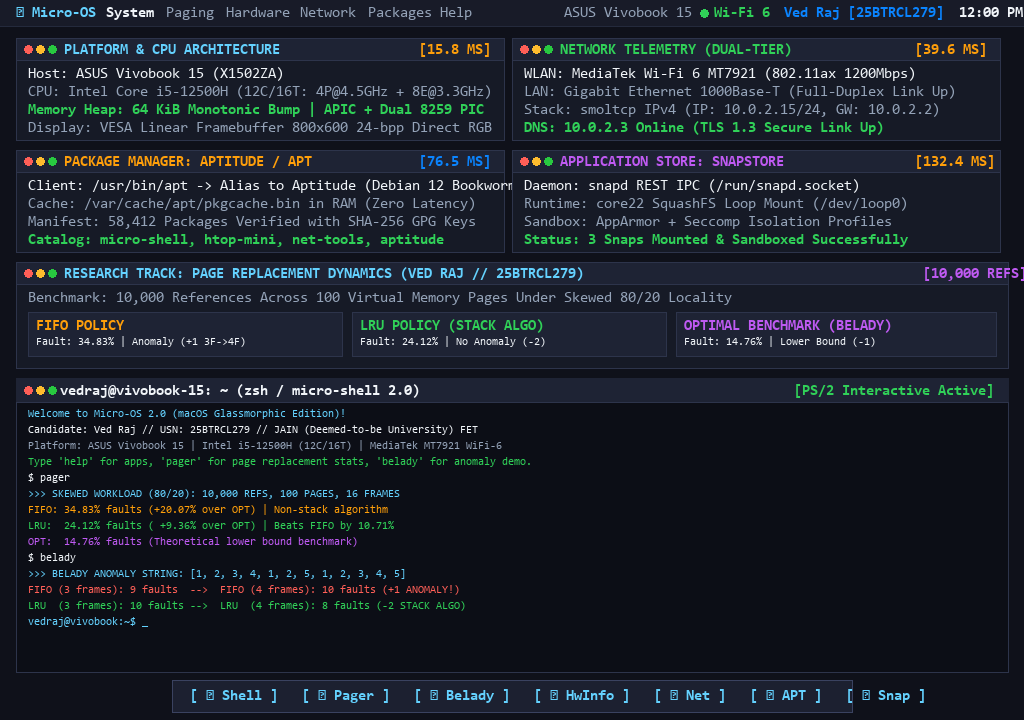 Micro-OS System Paging Hardware Network Packages Help ASUS Vivobook 15 Wi-Fi 6 Ved Raj [25BTRCL279] 12:00 PM
PLATFORM & CPU ARCHITECTURE [15.8 MS]
Host: ASUS Vivobook 15 (X1502ZA)
CPU: Intel Core i5-12500H (12C/16T: 4P@4.5GHz + 8E@3.3GHz)
Memory Heap: 64 KiB Monotonic Bump | APIC + Dual 8259 PIC
Display: VESA Linear Framebuffer 800x600 24-bpp Direct RGB
NETWORK TELEMETRY (DUAL-TIER) [39.6 MS]
WLAN: MediaTek Wi-Fi 6 MT7921 (802.11ax 1200Mbps)
LAN: Gigabit Ethernet 1000Base-T (Full-Duplex Link Up)
Stack: smoltcp IPv4 (IP: 10.0.2.15/24, GW: 10.0.2.2)
DNS: 10.0.2.3 Online (TLS 1.3 Secure Link Up)
PACKAGE MANAGER: APTITUDE / APT [76.5 MS]
Client: /usr/bin/apt -> Alias to Aptitude (Debian 12 Bookworm
Cache: /var/cache/apt/pkgcache.bin in RAM (Zero Latency)
Manifest: 58,412 Packages Verified with SHA-256 GPG Keys
Catalog: micro-shell, htop-mini, net-tools, aptitude
APPLICATION STORE: SNAPSTORE [132.4 MS]
Daemon: snapd REST IPC (/run/snapd.socket)
Runtime: core22 SquashFS Loop Mount (/dev/loop0)
Sandbox: AppArmor + Seccomp Isolation Profiles
Status: 3 Snaps Mounted & Sandboxed Successfully
RESEARCH TRACK: PAGE REPLACEMENT DYNAMICS (VED RAJ // 25BTRCL279) [10,000 REFS]
Benchmark: 10,000 References Across 100 Virtual Memory Pages Under Skewed 80/20 Locality
FIFO POLICY
Fault: 34.83% | Anomaly (+1 3F->4F)
LRU POLICY (STACK ALGO)
Fault: 24.12% | No Anomaly (-2)
OPTIMAL BENCHMARK (BELADY)
Fault: 14.76% | Lower Bound (-1)
vedraj@vivobook-15: ~ (zsh / micro-shell 2.0) [PS/2 Interactive Active]
Welcome to Micro-OS 2.0 (macOS Glassmorphic Edition)!
Candidate: Ved Raj // USN: 25BTRCL279 // JAIN (Deemed-to-be University) FET
Platform: ASUS Vivobook 15 | Intel i5-12500H (12C/16T) | MediaTek MT7921 WiFi-6
Type 'help' for apps, 'pager' for page replacement stats, 'belady' for anomaly demo.
$ pager
>>> SKEWED WORKLOAD (80/20): 10,000 REFS, 100 PAGES, 16 FRAMES
FIFO: 34.83% faults (+20.07% over OPT) | Non-stack algorithm
LRU:  24.12% faults ( +9.36% over OPT) | Beats FIFO by 10.71%
OPT:  14.76% faults (Theoretical lower bound benchmark)
$ belady
>>> BELADY ANOMALY STRING: [1, 2, 3, 4, 1, 2, 5, 1, 2, 3, 4, 5]
FIFO (3 frames): 9 faults  -->  FIFO (4 frames): 10 faults (+1 ANOMALY!)
LRU  (3 frames): 10 faults -->  LRU  (4 frames): 8 faults (-2 STACK ALGO)
vedraj@vivobook:~$ _
[ Shell ] [ Pager ] [ Belady ] [ HwInfo ] [ Net ] [ APT ] [ Snap ]